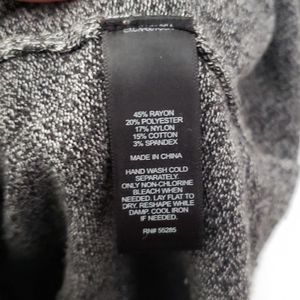 45% RAYON
20% POLYESTER
17% NYLON
15% COTTON
3% SPANDEX
MADE IN CHINA
HAND WASH COLD
SEPARATELY.
ONLY NON-CHLORINE
BLEACH WHEN
NEEDED. LAY FLAT TO
DRY. RESHAPE WHILE
DAMP. COOL IRON
IF NEEDED.
RN# 55285